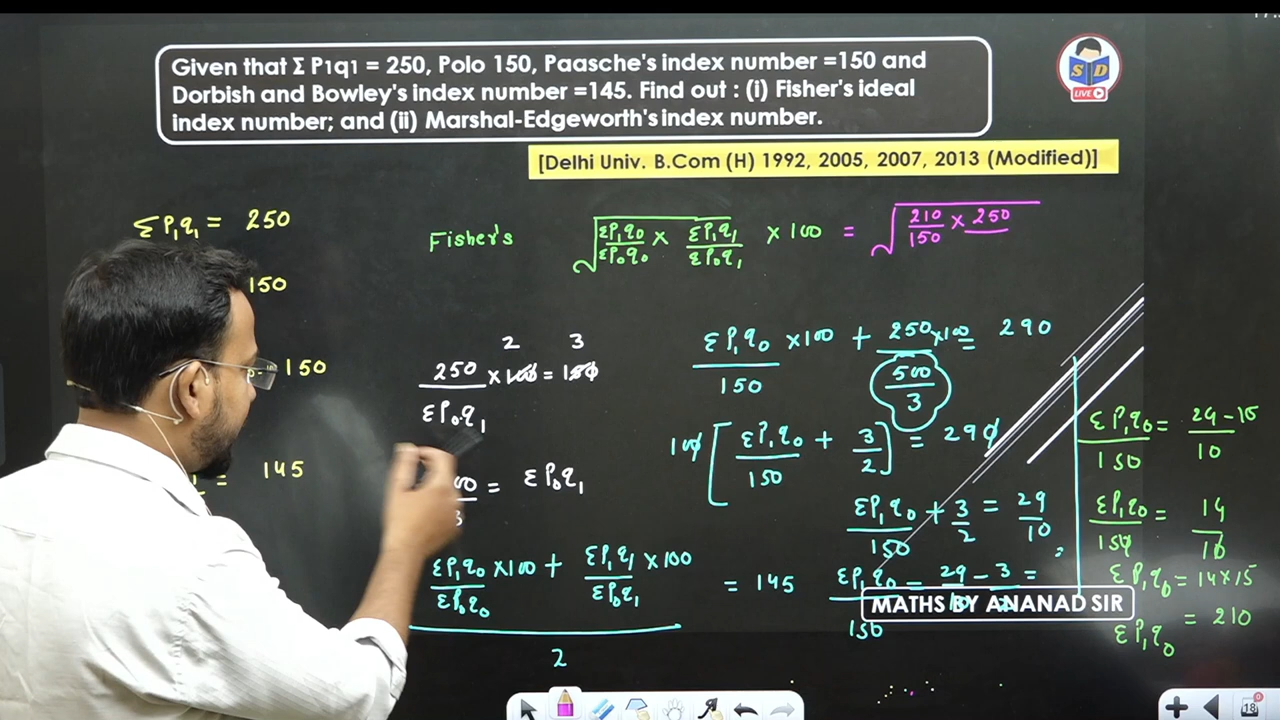 Given that Σ P1q1 = 250, Polo 150, Paasche's index number =150 and
Dorbish and Bowley's index number =145. Find out : (i) Fisher's ideal
index number; and (ii) Marshal-Edgeworth's index number.
S D
LIVE
[Delhi Univ. B.Com (H) 1992, 2005, 2007, 2013 (Modified)]
ΣP₁q₁ = 250
150
150
145
Fisher's √(ΣP₁q₀/ΣP₀q₀ × ΣP₁q₁/ΣP₀q₁) × 100 = √(210/150 × 250
2 3
250/ΣP₀q₁ × 100 = 150
= ΣP₀q₁
(ΣP₁q₀/ΣP₀q₀ × 100 + ΣP₁q₁/ΣP₀q₁ × 100)/2 = 145
ΣP₁q₀/150 × 100 + 250/(500/3) × 100 = 290
100 [ΣP₁q₀/150 + 3/2] = 290
ΣP₁q₀/150 + 3/2 = 29/10
ΣP₁q₀/150 = 29 - 3 =
MATHS BY ANANAD SIR
ΣP₁q₀/150 = 29-15/10
ΣP₁q₀/150 = 14/10
ΣP₁q₀ = 14×15
ΣP₁q₀ = 210
18